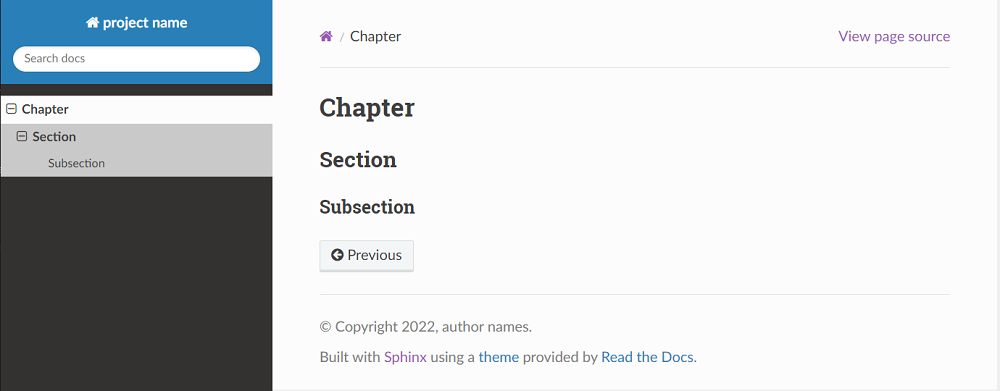 project name
Search docs
Chapter
Section
Subsection
/ Chapter
View page source
Chapter
Section
Subsection
Previous
© Copyright 2022, author names.
Built with Sphinx using a theme provided by Read the Docs.